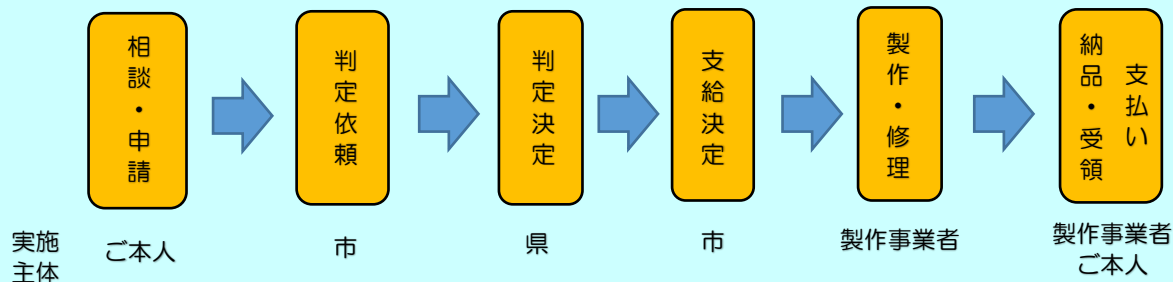 相談・申請
判定依頼
判定決定
支給決定
製作・修理
支払い
納品・受領
実施
主体
ご本人
市
県
市
製作事業者
製作事業者
ご本人